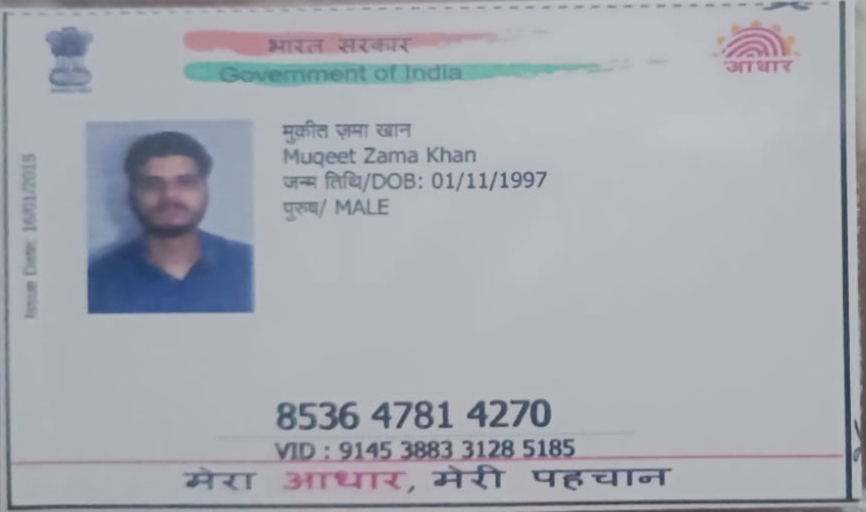 भारत सरकार
Government of India
आधार
मुक़ीत ज़मा खान
Muqeet Zama Khan
जन्म तिथि/DOB: 01/11/1997
पुरुष/ MALE
Issue Date: 16/01/2015
8536 4781 4270
VID : 9145 3883 3128 5185
मेरा आधार, मेरी पहचान